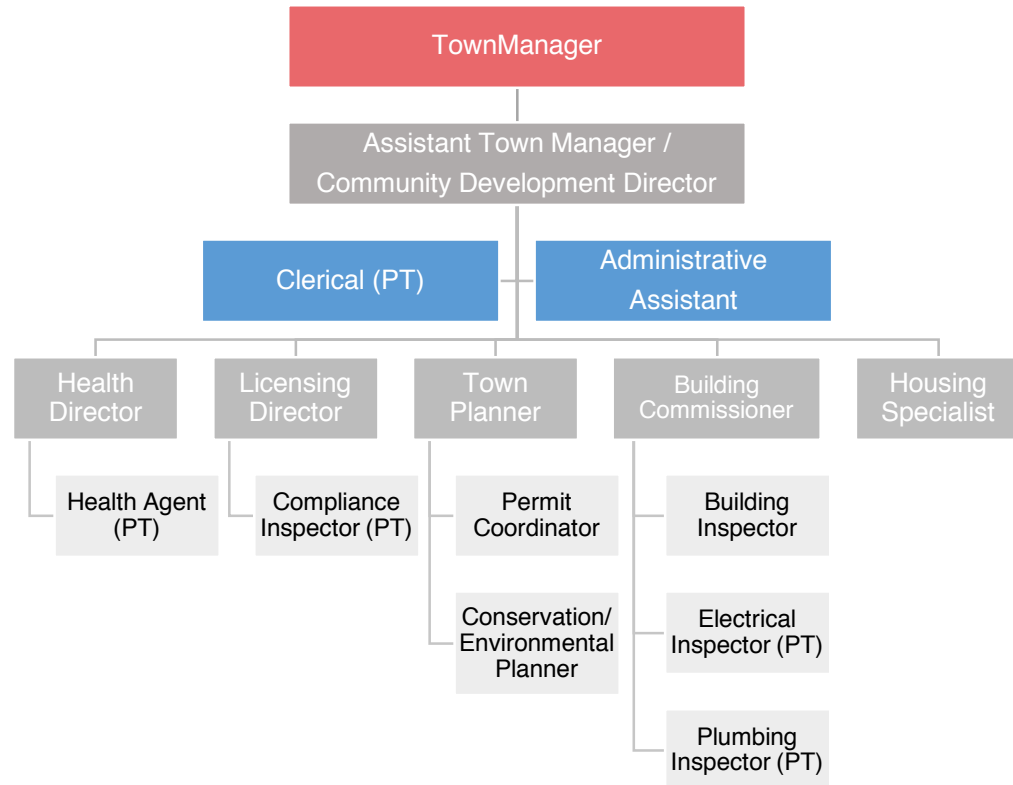 TownManager
Assistant Town Manager /
Community Development Director
Clerical (PT)
Administrative
Assistant
Health
Director
Licensing
Director
Town
Planner
Building
Commissioner
Housing
Specialist
Health Agent
(PT)
Compliance
Inspector (PT)
Permit
Coordinator
Building
Inspector
Conservation/
Environmental
Planner
Electrical
Inspector (PT)
Plumbing
Inspector (PT)